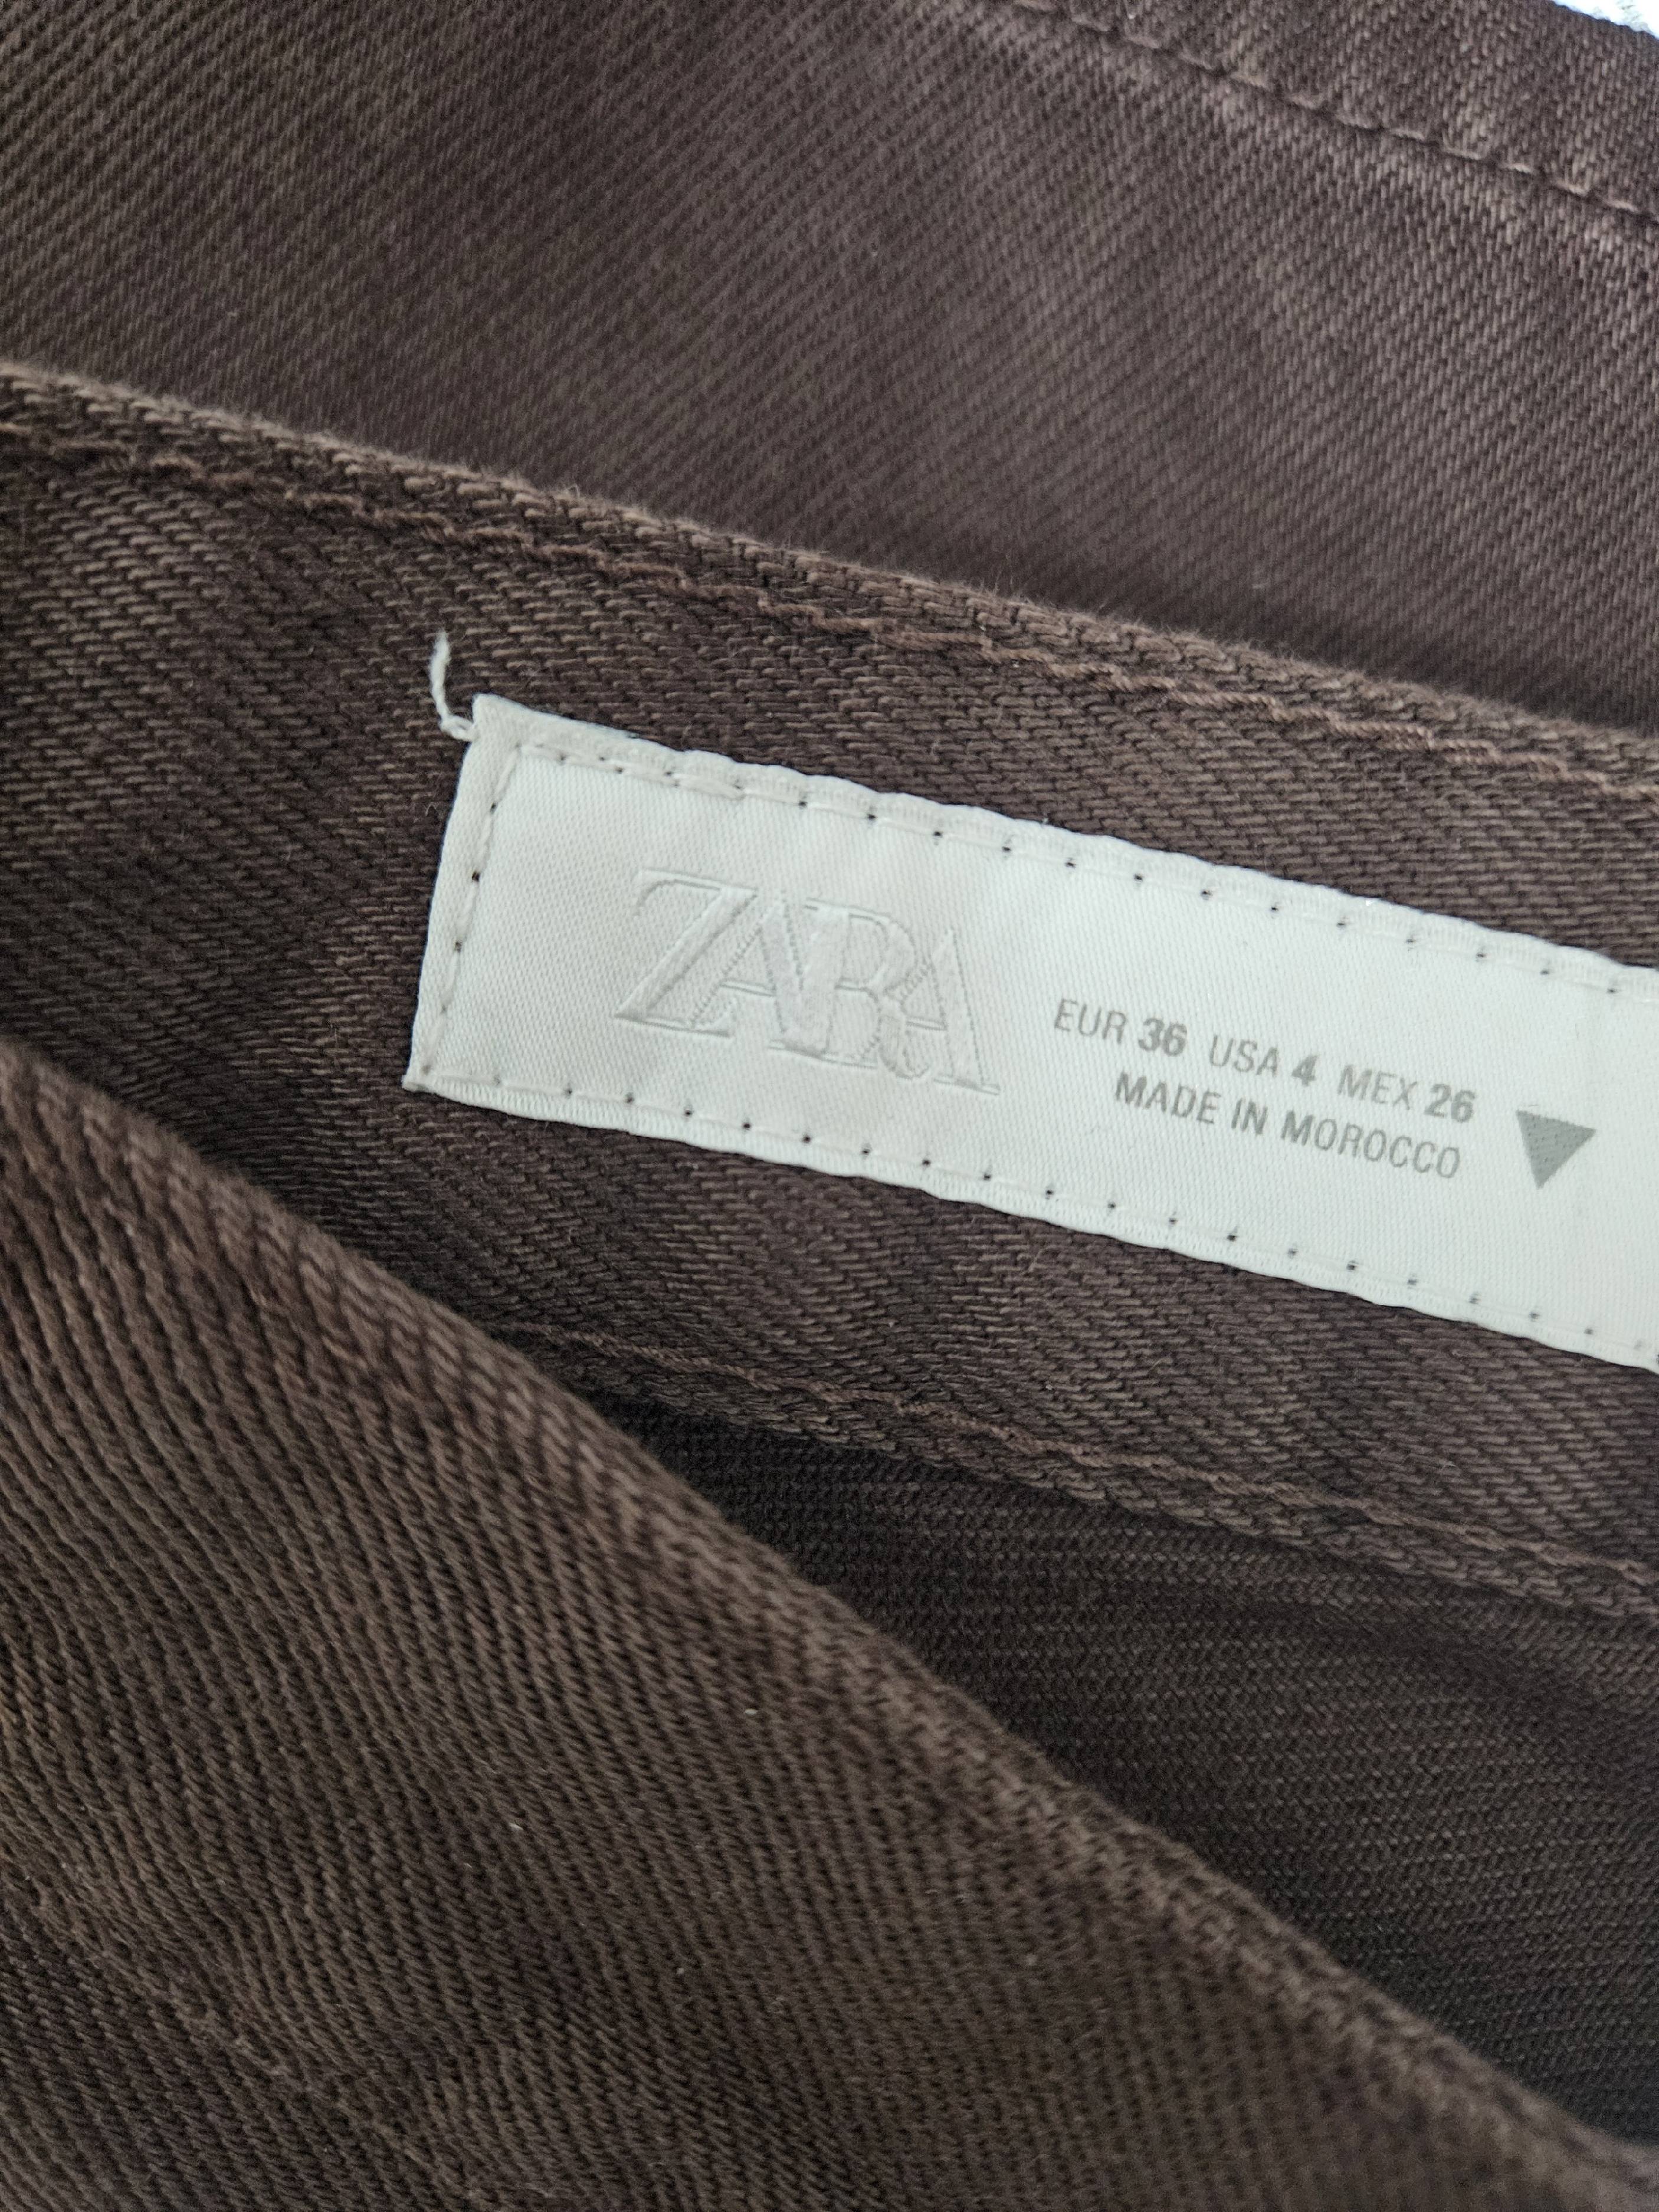 ZARA
EUR 36 USA 4 MEX 26
MADE IN MOROCCO